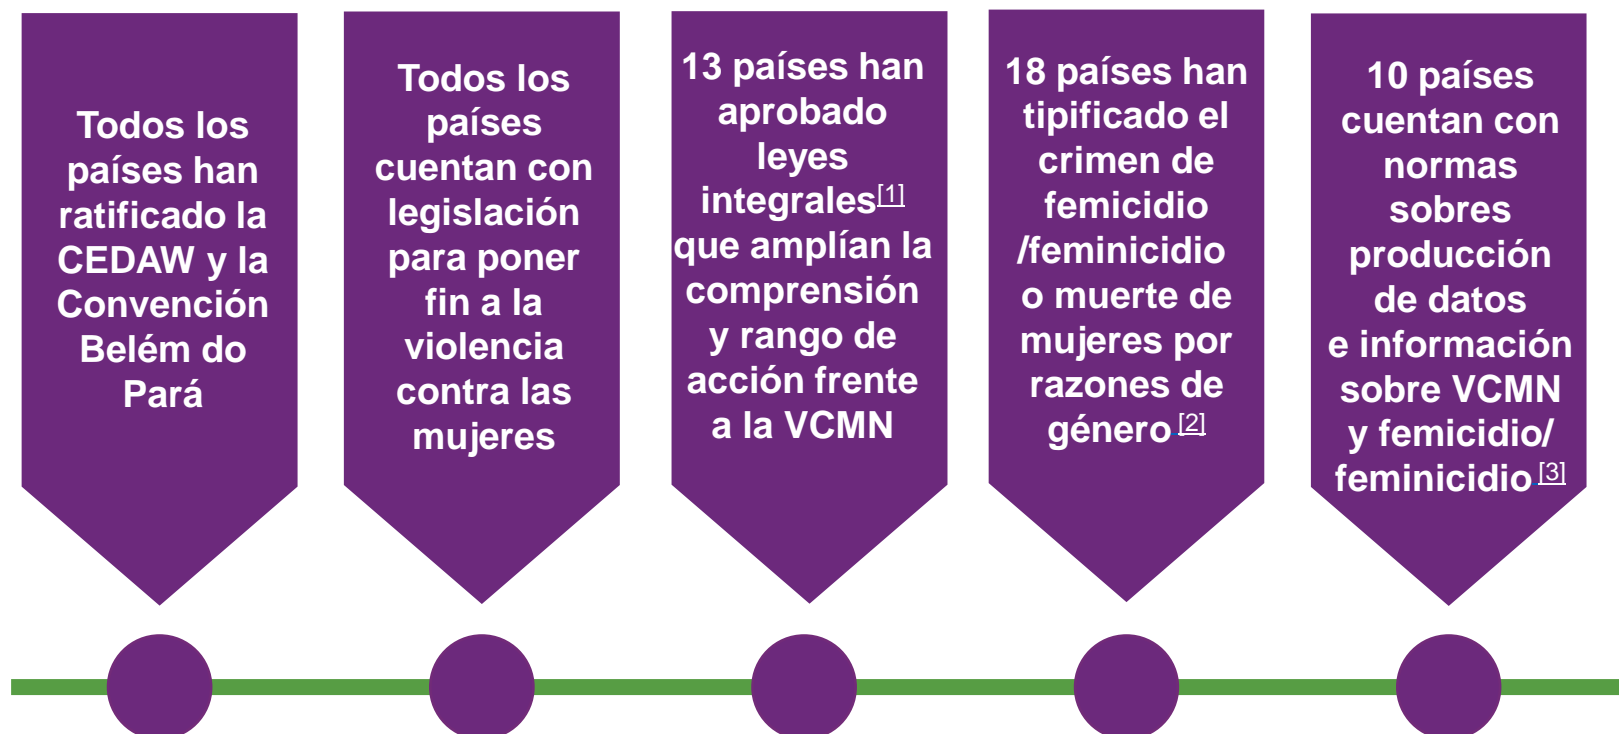 Todos los
países han
ratificado la
CEDAW y la
Convención
Belém do
Pará
Todos los
países
cuentan con
legislación
para poner
fin a la
violencia
contra las
mujeres
13 países han
aprobado
leyes
integrales[1]
que amplían la
comprensión
y rango de
acción frente
a la VCMN
18 países han
tipificado el
crimen de
femicidio
/feminicidio
o muerte de
mujeres por
razones de
género [2]
10 países
cuentan con
normas
sobres
producción
de datos
e información
sobre VCMN
y femicidio/
feminicidio [3]